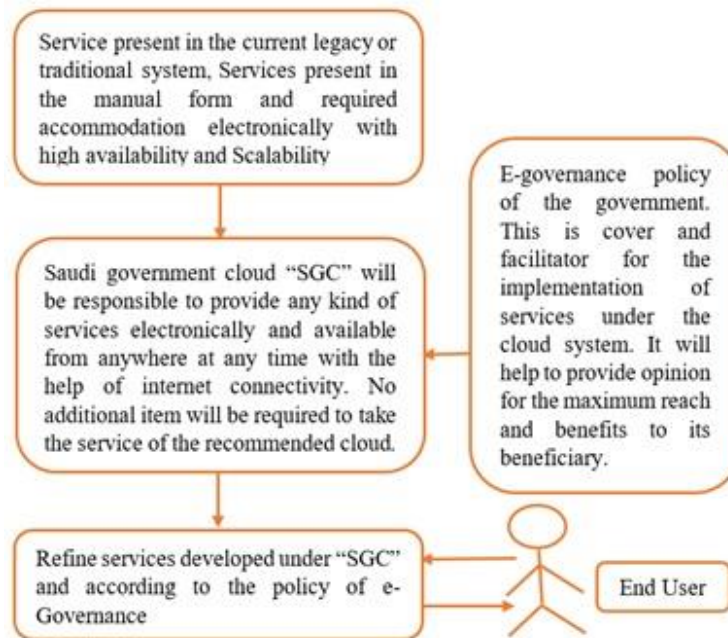 Service present in the current legacy or
traditional system, Services present in
the manual form and required
accommodation electronically with
high availability and Scalability
E-governance policy
of the government.
This is cover and
facilitator for the
implementation of
services under the
cloud system. It will
help to provide opinion
for the maximum reach
and benefits to its
beneficiary.
Saudi government cloud “SGC” will
be responsible to provide any kind of
services electronically and available
from anywhere at any time with the
help of internet connectivity. No
additional item will be required to take
the service of the recommended cloud.
Refine services developed under “SGC”
and according to the policy of e-
Governance
End User